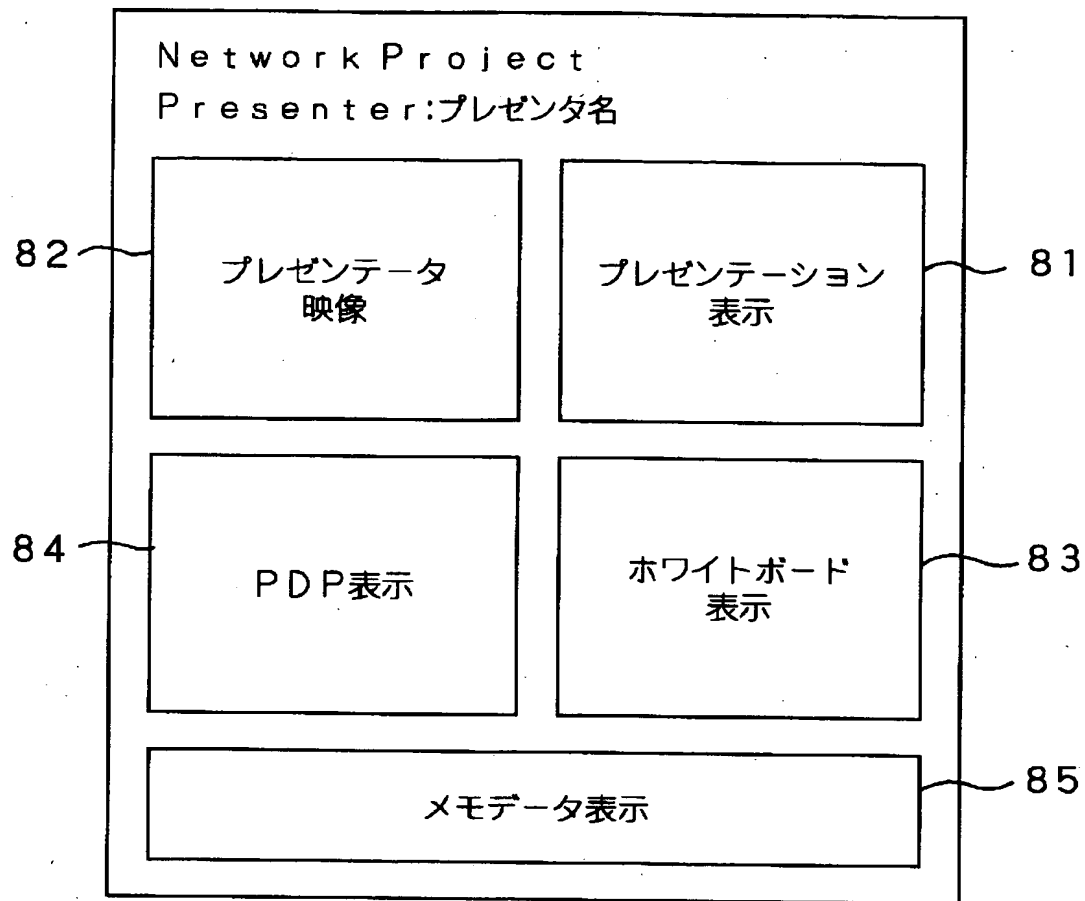 Network Project
Presenter:プレゼンタ名
82
プレゼンテータ
映像
プレゼンテーション
表示
81
84
PDP表示
ホワイトボード
表示
83
メモデータ表示
85